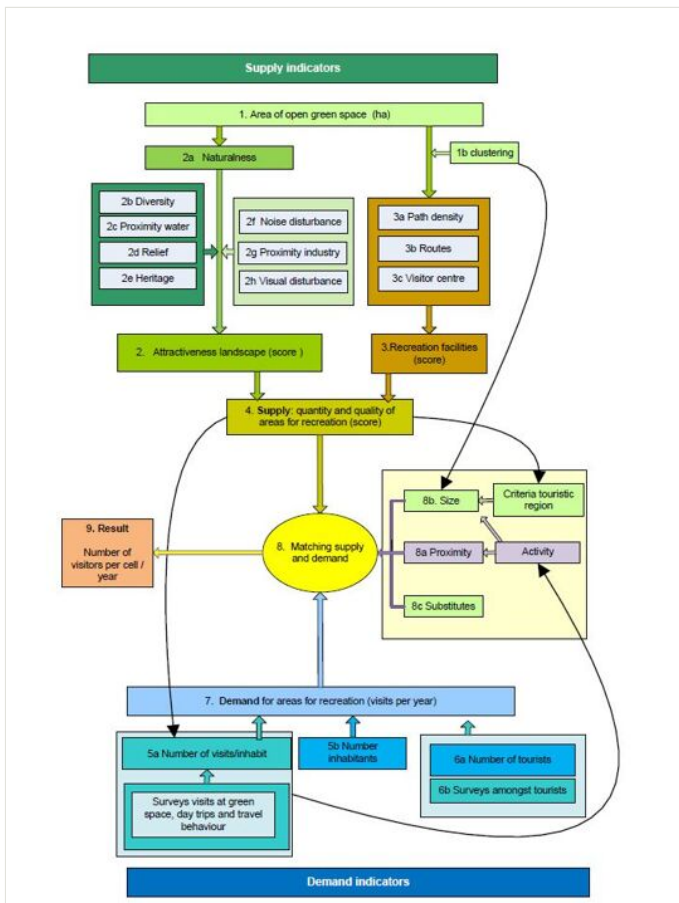 Supply indicators
1. Area of open green space (ha)
2a Naturalness
1b clustering
2b Diversity
2c Proximity water
2d Relief
2e Heritage
2f Noise disturbance
2g Proximity industry
2h Visual disturbance
3a Path density
3b Routes
3c Visitor centre
2. Attractiveness landscape (score )
3.Recreation facilities
(score)
4. Supply: quantity and quality of
areas for recreation (score)
8b. Size
Criteria touristic
region
9. Result
Number of
visitors per cell /
year
8. Matching supply
and demand
8a Proximity
Activity
8c Substitutes
7. Demand for areas for recreation (visits per year)
5a Number of visits/inhabit
5b Number
inhabitants
6a Number of tourists
6b Surveys amongst tourists
Surveys visits at green
space, day trips and travel
behaviour
Demand indicators